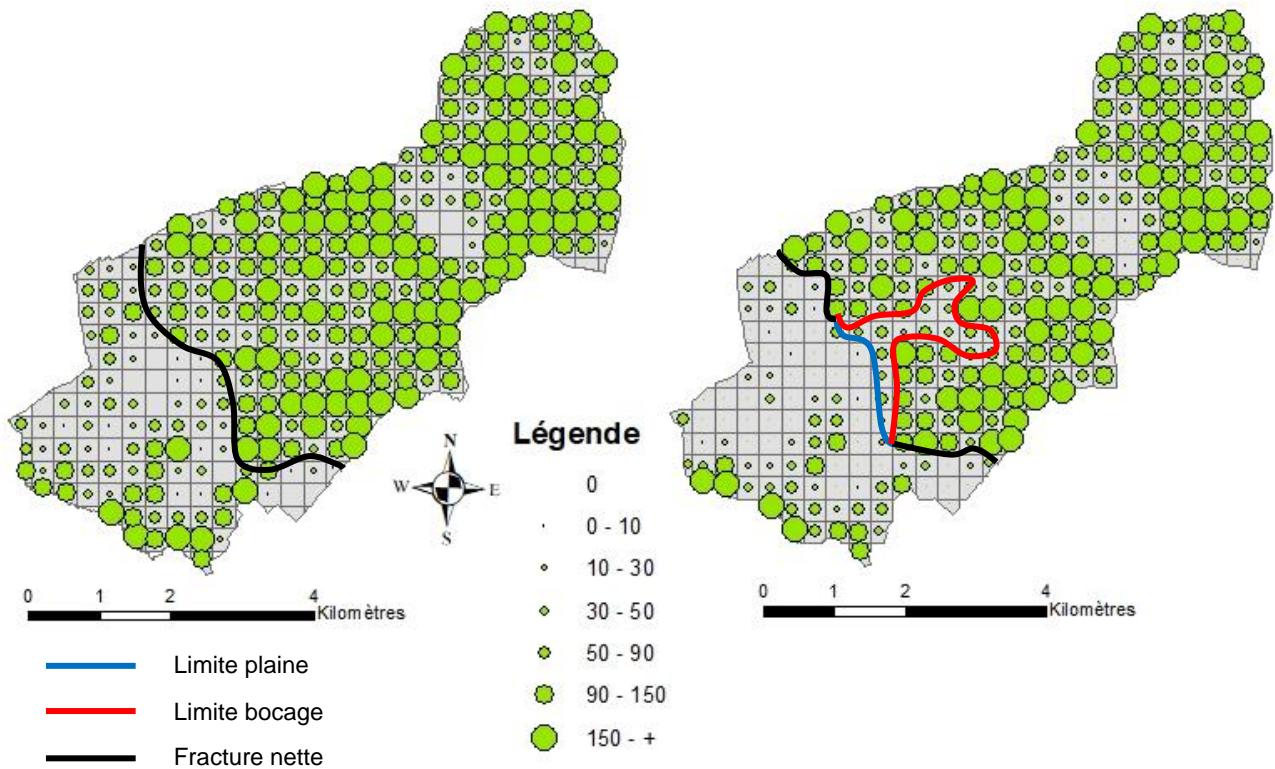 N
W E
S
Légende
0
0 - 10
10 - 30
30 - 50
50 - 90
90 - 150
150 - +
0 1 2 4
Kilomètres
0 1 2 4
Kilomètres
Limite plaine
Limite bocage
Fracture nette